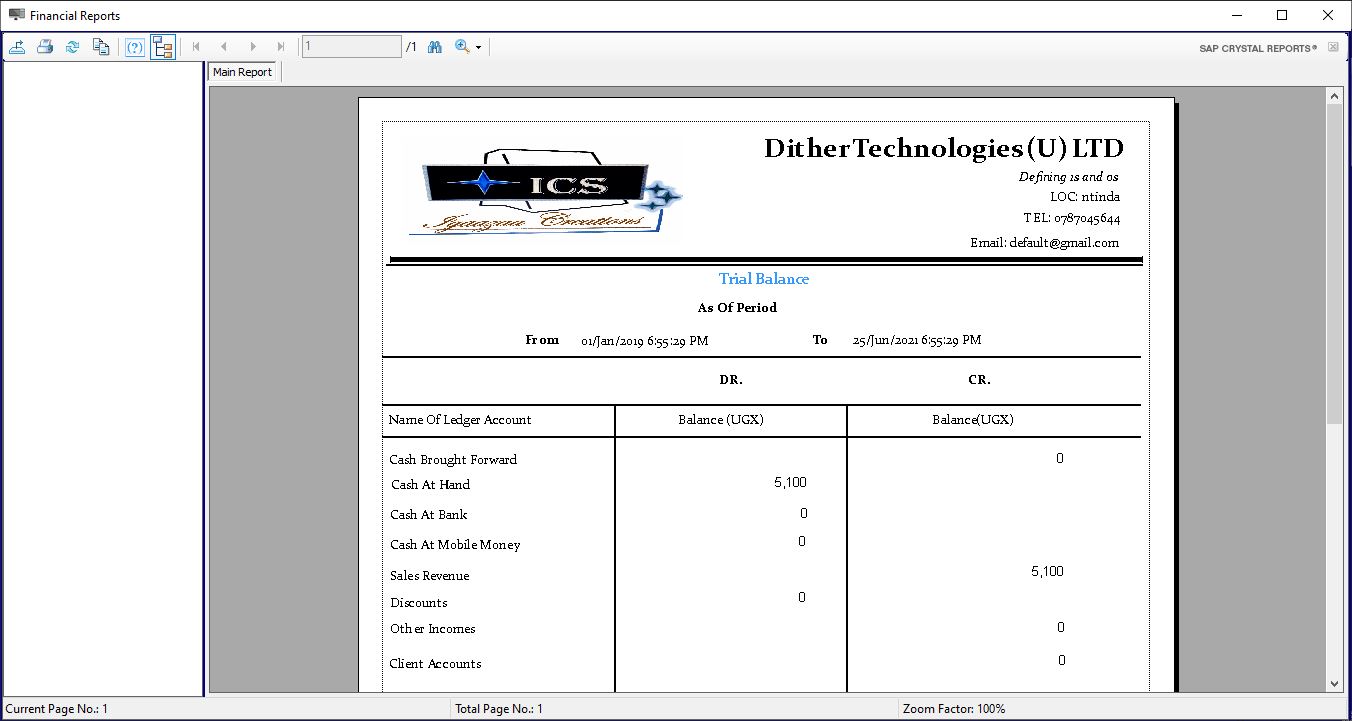 Financial Reports
1 /1
SAP CRYSTAL REPORTS®
Main Report
Dither Technologies (U) LTD
ICS
Creations
Defining 1s and 0s
LOC: ntinda
TEL: 0787045644
Email: default@gmail.com
Trial Balance
As Of Period
From 01/Jan/2019 6:55:29 PM To 25/Jun/2021 6:55:29 PM
DR. CR.
Name Of Ledger Account Balance (UGX) Balance(UGX)
Cash Brought Forward 0
Cash At Hand 5,100
Cash At Bank 0
Cash At Mobile Money 0
Sales Revenue 5,100
Discounts 0
Other Incomes 0
Client Accounts 0
Current Page No.: 1 Total Page No.: 1 Zoom Factor: 100%